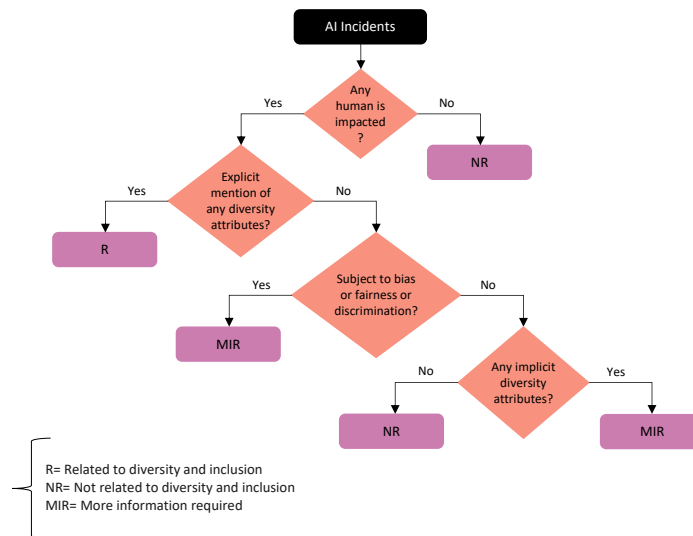 AI Incidents
Any
human is
impacted
?
Yes
No
NR
Explicit
mention of
any diversity
attributes?
Yes
No
R
Subject to bias
or fairness or
discrimination?
Yes
No
MIR
Any implicit
diversity
attributes?
No
Yes
NR
MIR
R= Related to diversity and inclusion
NR= Not related to diversity and inclusion
MIR= More information required